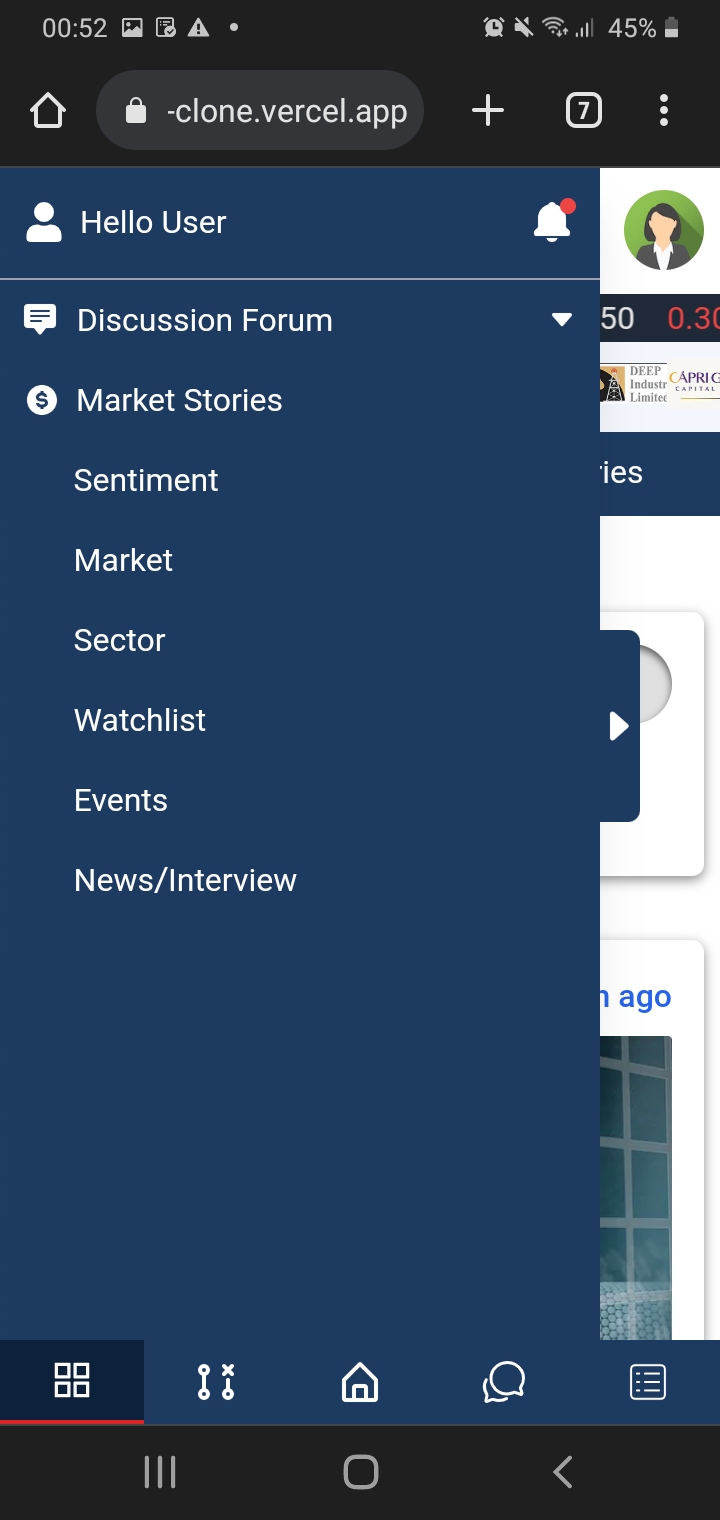 00:52
45%
-clone.vercel.app
7
Hello User
Discussion Forum
50 0.30
Market Stories
DEEP
Industr
Limited
CAPRI G
CAPITAL
ries
Sentiment
Market
Sector
Watchlist
Events
News/Interview
ago